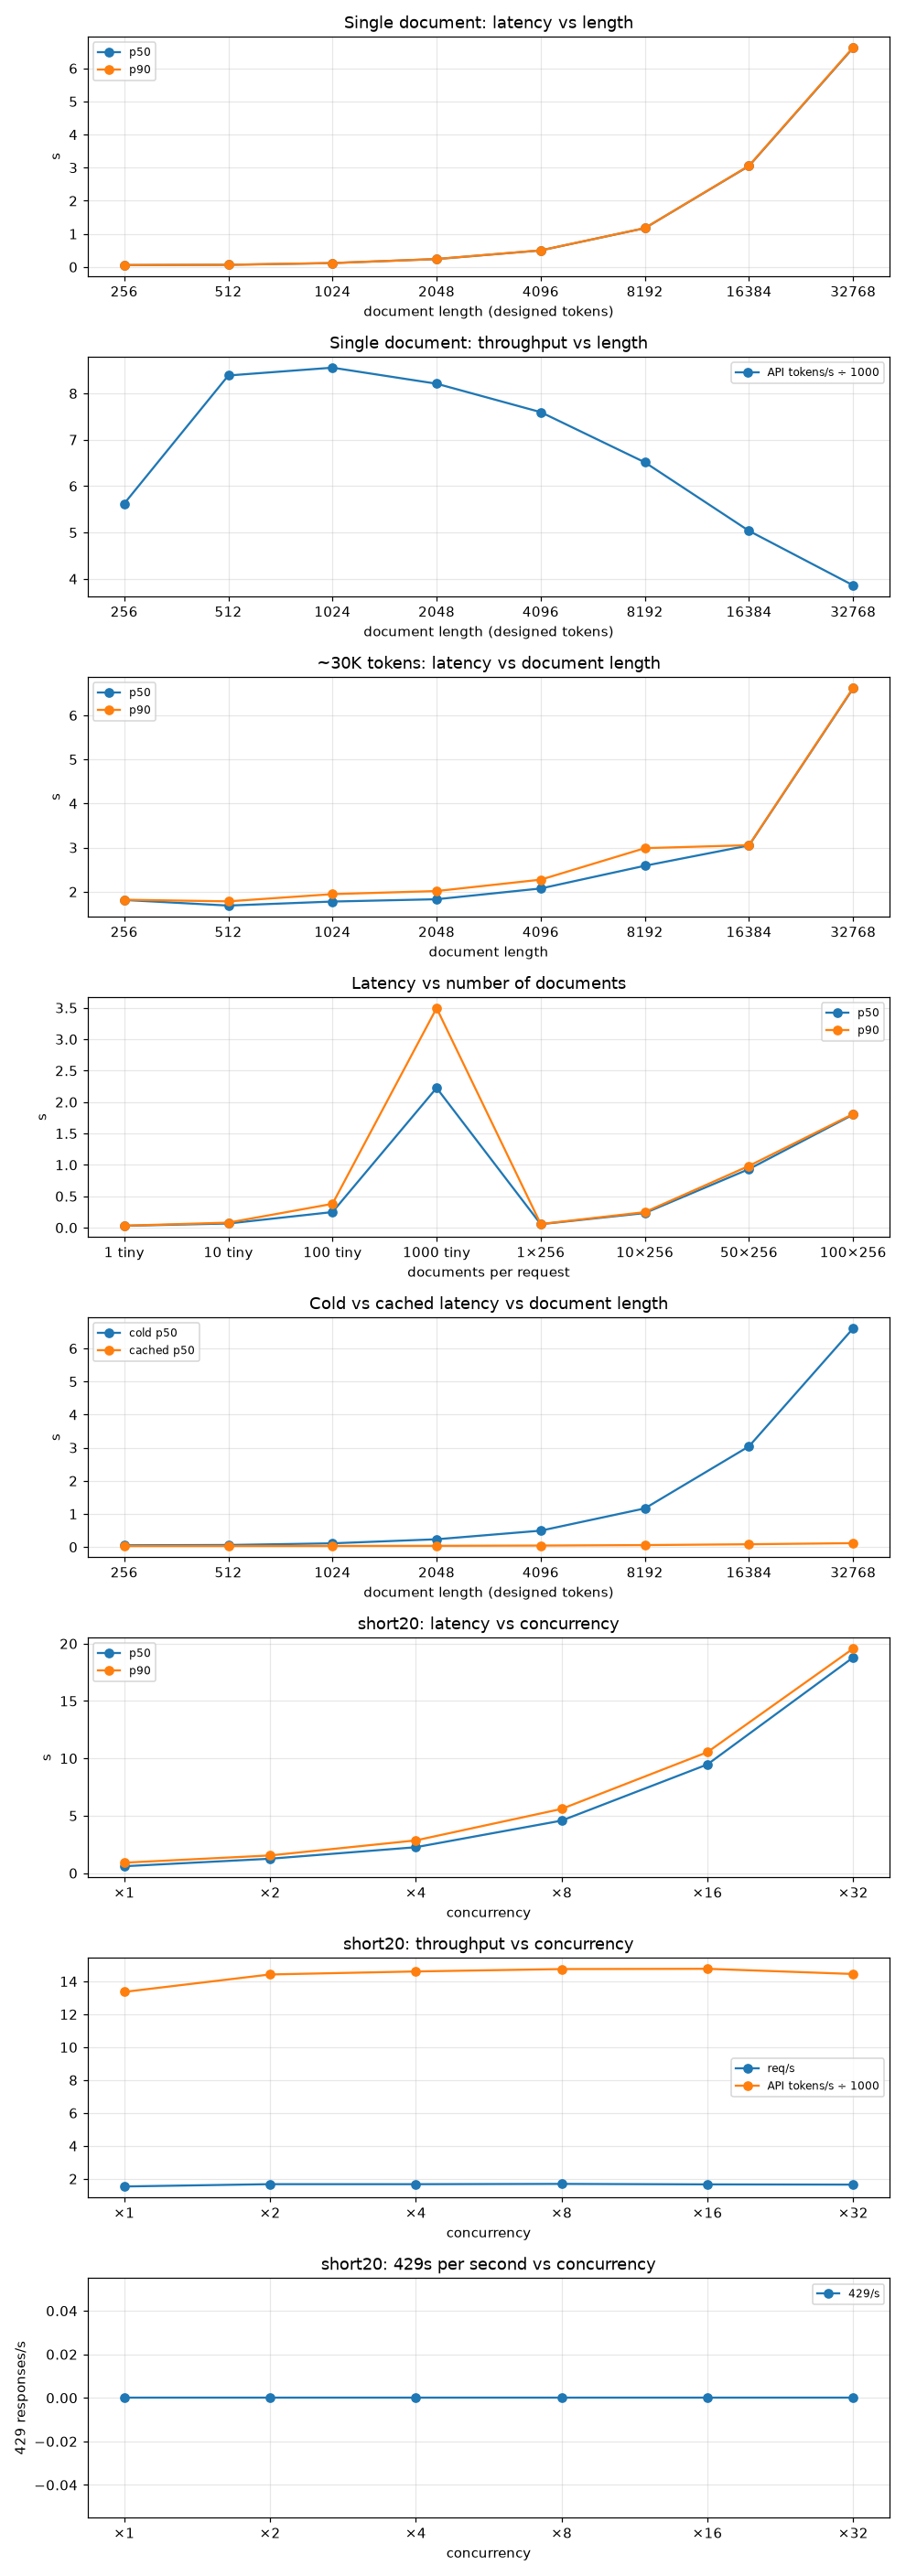 Single document: latency vs length
p50
p90
6
5
4
3
2
1
0
s
256 512 1024 2048 4096 8192 16384 32768
document length (designed tokens)
Single document: throughput vs length
API tokens/s ÷ 1000
8
7
6
5
4
256 512 1024 2048 4096 8192 16384 32768
document length (designed tokens)
~30K tokens: latency vs document length
p50
p90
6
5
4
3
2
s
256 512 1024 2048 4096 8192 16384 32768
document length
Latency vs number of documents
p50
p90
3.5
3.0
2.5
2.0
1.5
1.0
0.5
0.0
s
1 tiny 10 tiny 100 tiny 1000 tiny 1×256 10×256 50×256 100×256
documents per request
Cold vs cached latency vs document length
cold p50
cached p50
6
5
4
3
2
1
0
s
256 512 1024 2048 4096 8192 16384 32768
document length (designed tokens)
short20: latency vs concurrency
p50
p90
20
15
10
5
0
s
×1 ×2 ×4 ×8 ×16 ×32
concurrency
short20: throughput vs concurrency
14
12
10
8
6
4
2
req/s
API tokens/s ÷ 1000
×1 ×2 ×4 ×8 ×16 ×32
concurrency
short20: 429s per second vs concurrency
429/s
0.04
0.02
0.00
−0.02
−0.04
429 responses/s
×1 ×2 ×4 ×8 ×16 ×32
concurrency